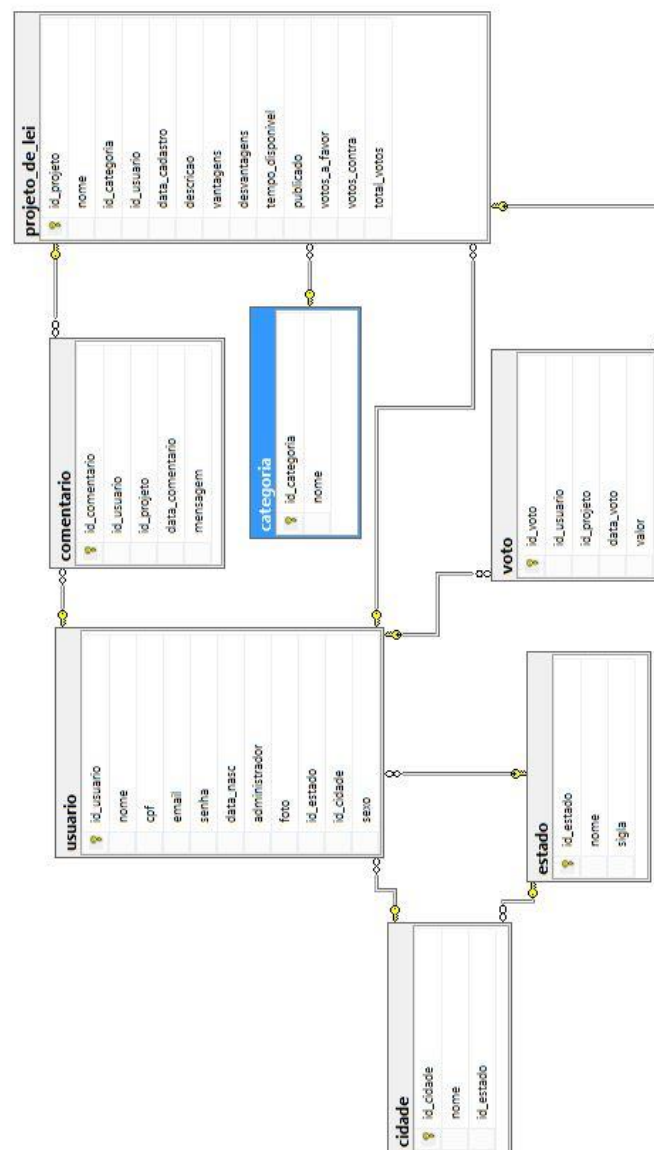 cidade
id_cidade
nome
id_estado
usuario
id_usuario
nome
cpf
email
senha
data_nasc
administrador
foto
id_estado
id_cidade
sexo
estado
id_estado
nome
sigla
comentario
id_comentario
id_usuario
id_projeto
data_comentario
mensagem
categoria
id_categoria
nome
voto
id_voto
id_usuario
id_projeto
data_voto
valor
projeto_de_lei
id_projeto
nome
id_categoria
id_usuario
data_cadastro
descricao
vantagens
desvantagens
tempo_disponivel
publicado
votos_a_favor
votos_contra
total_votos